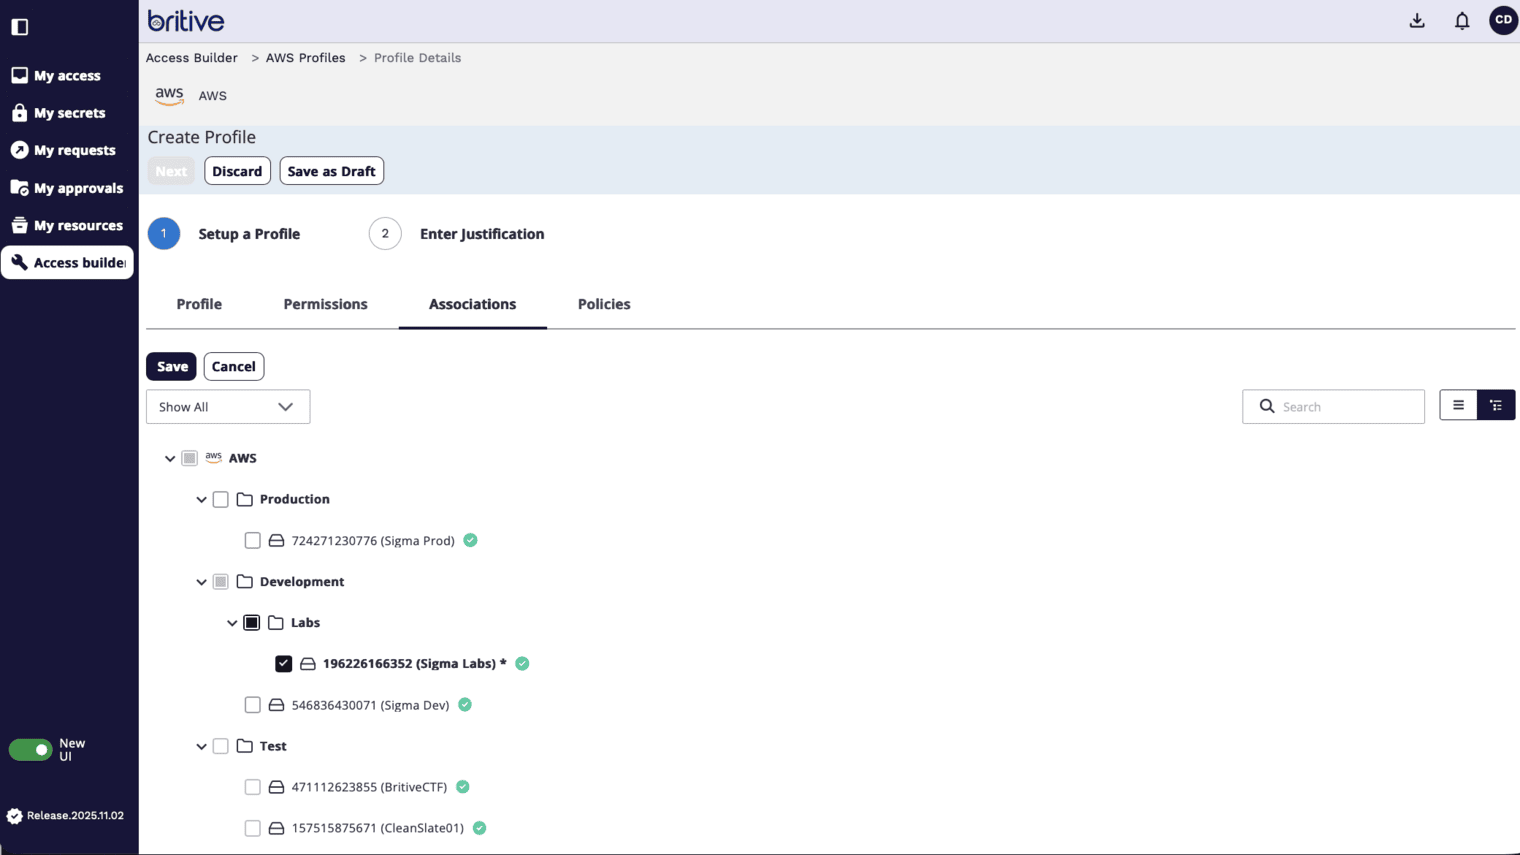 britive
CD
Access Builder > AWS Profiles > Profile Details
aws AWS
Create Profile
Next Discard Save as Draft
1 Setup a Profile 2 Enter Justification
Profile Permissions Associations Policies
Save Cancel
Show All
Search
aws AWS
Production
724271230776 (Sigma Prod)
Development
Labs
196226166352 (Sigma Labs) *
546836430071 (Sigma Dev)
Test
471112623855 (BritiveCTF)
157515875671 (CleanSlate01)
My access
My secrets
My requests
My approvals
My resources
Access builder
New
UI
Release.2025.11.02